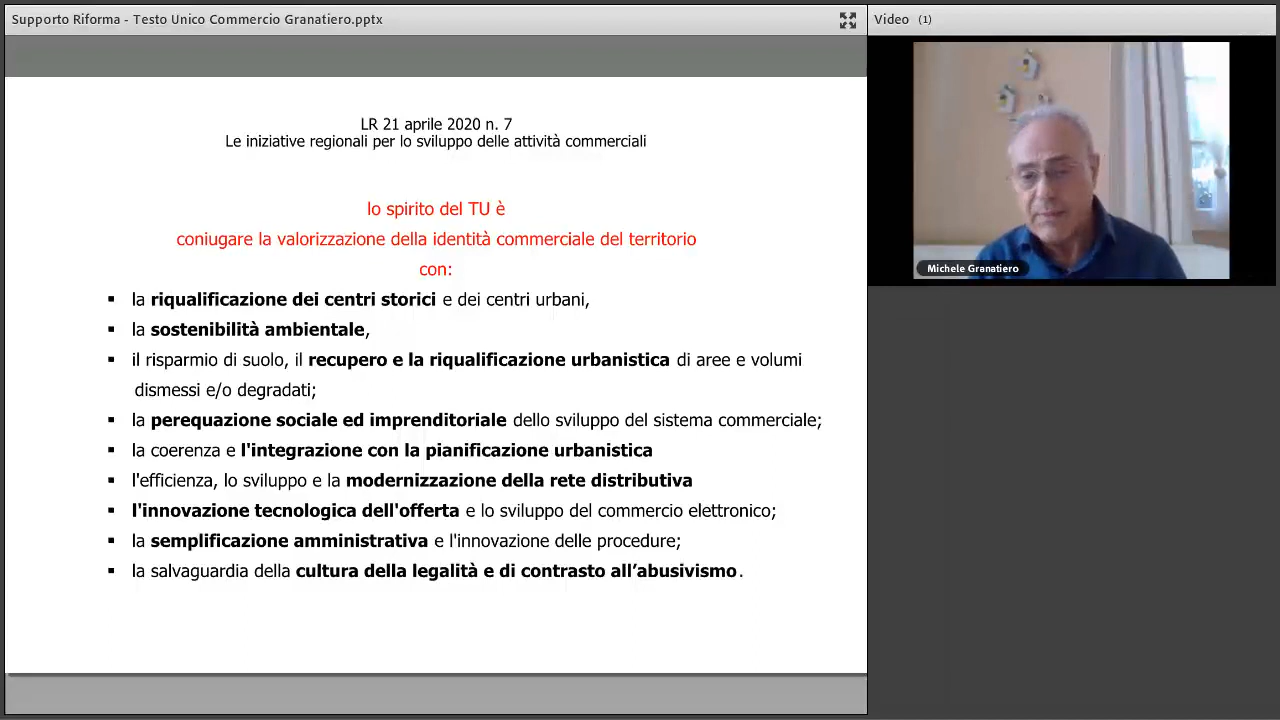 Supporto Riforma - Testo Unico Commercio Granatiero.pptx
Video (1)
LR 21 aprile 2020 n. 7
Le iniziative regionali per lo sviluppo delle attività commerciali
lo spirito del TU è
coniugare la valorizzazione della identità commerciale del territorio
con:
▪ la riqualificazione dei centri storici e dei centri urbani,
▪ la sostenibilità ambientale,
▪ il risparmio di suolo, il recupero e la riqualificazione urbanistica di aree e volumi
dismessi e/o degradati;
▪ la perequazione sociale ed imprenditoriale dello sviluppo del sistema commerciale;
▪ la coerenza e l'integrazione con la pianificazione urbanistica
▪ l'efficienza, lo sviluppo e la modernizzazione della rete distributiva
▪ l'innovazione tecnologica dell'offerta e lo sviluppo del commercio elettronico;
▪ la semplificazione amministrativa e l'innovazione delle procedure;
▪ la salvaguardia della cultura della legalità e di contrasto all’abusivismo.
Michele Granatiero